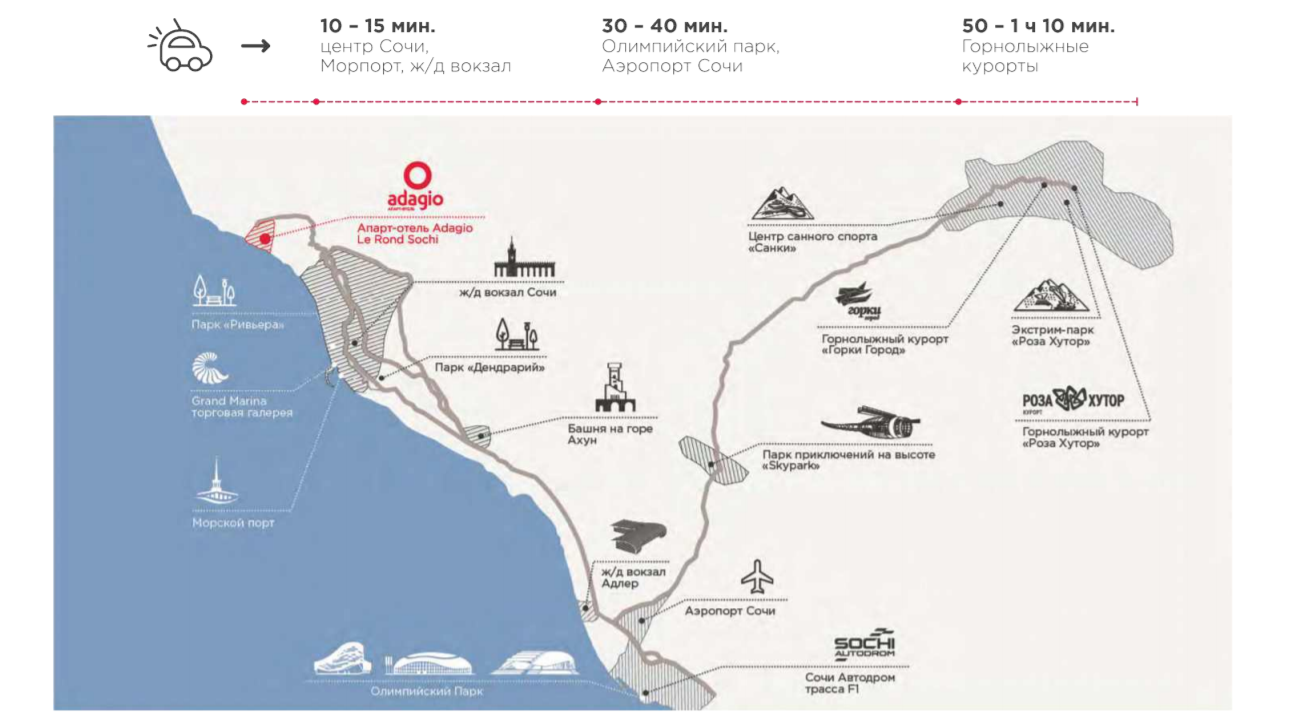 10 – 15 мин.
центр Сочи,
Морпорт, ж/д вокзал
30 – 40 мин.
Олимпийский парк,
Аэропорт Сочи
50 – 1 ч 10 мин.
Горнолыжные
курорты
adagio
Апарт-отель Adagio
Le Rond Sochi
ж/д вокзал Сочи
Парк «Ривьера»
Парк «Дендрарий»
Grand Marina
торговая галерея
Башня на горе
Ахун
Морской порт
Центр санного спорта
«Санки»
горки
город
Горнолыжный курорт
«Горки Город»
Экстрим-парк
«Роза Хутор»
РОЗА ХУТОР
КУРОРТ
Горнолыжный курорт
«Роза Хутор»
Парк приключений на высоте
«Skypark»
ж/д вокзал
Адлер
Аэропорт Сочи
SOCHI
AUTODROM
Сочи Автодром
трасса F1
Олимпийский Парк